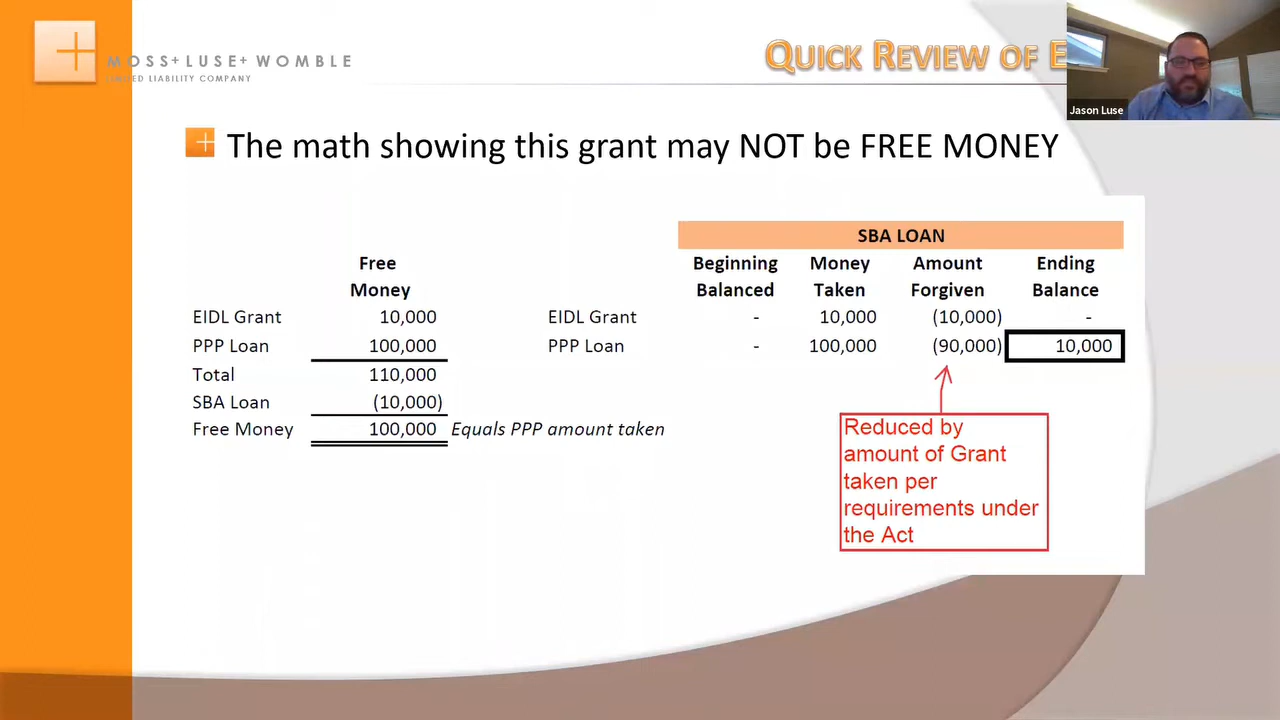 MOSS+LUSE+WOMBLE
LIMITED LIABILITY COMPANY
QUICK REVIEW OF E
Jason Luse
The math showing this grant may NOT be FREE MONEY
SBA LOAN
Free Money
Beginning Balanced Money Taken Amount Forgiven Ending Balance
EIDL Grant 10,000 EIDL Grant - 10,000 (10,000) -
PPP Loan 100,000 PPP Loan - 100,000 (90,000) 10,000
Total 110,000
SBA Loan (10,000)
Free Money 100,000 Equals PPP amount taken
Reduced by
amount of Grant
taken per
requirements under
the Act